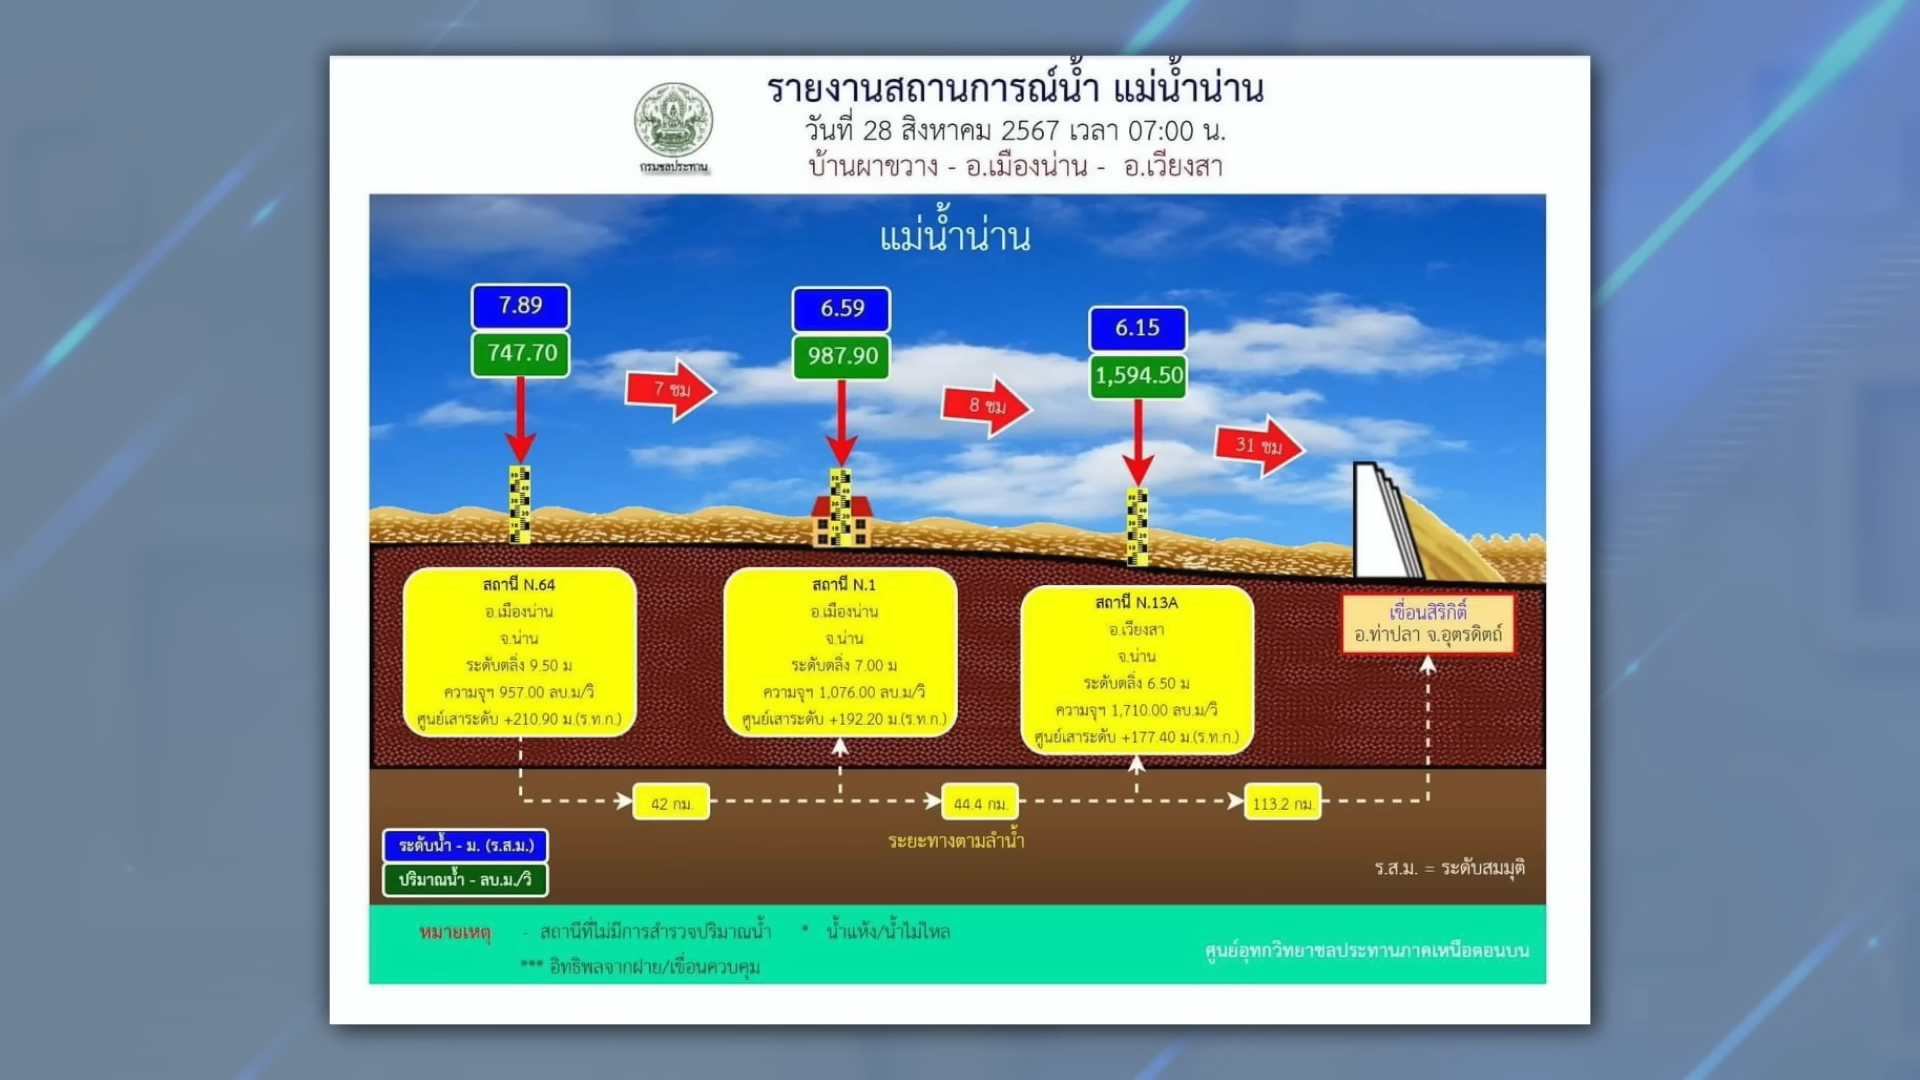 รายงานสถานการณ์น้ำ แม่น้ำน่าน
วันที่ 28 สิงหาคม 2567 เวลา 07:00 น.
บ้านผาขวาง - อ.เมืองน่าน - อ.เวียงสา
กรมชลประทาน
แม่น้ำน่าน
7.89
747.70
7 ชม
6.59
987.90
8 ชม
6.15
1,594.50
31 ชม
สถานี N.64
อ.เมืองน่าน
จ.น่าน
ระดับตลิ่ง 9.50 ม
ความจุฯ 957.00 ลบ.ม/วิ
ศูนย์เสาระดับ +210.90 ม.(ร.ท.ก.)
สถานี N.1
อ.เมืองน่าน
จ.น่าน
ระดับตลิ่ง 7.00 ม
ความจุฯ 1,076.00 ลบ.ม/วิ
ศูนย์เสาระดับ +192.20 ม.(ร.ท.ก.)
สถานี N.13A
อ.เวียงสา
จ.น่าน
ระดับตลิ่ง 6.50 ม
ความจุฯ 1,710.00 ลบ.ม/วิ
ศูนย์เสาระดับ +177.40 ม.(ร.ท.ก.)
เขื่อนสิริกิติ์
อ.ท่าปลา จ.อุตรดิตถ์
42 กม.
44.4 กม.
113.2 กม.
ระยะทางตามลำน้ำ
ระดับน้ำ - ม. (ร.ส.ม.)
ปริมาณน้ำ - ลบ.ม./วิ
ร.ส.ม. = ระดับสมมุติ
หมายเหตุ - สถานีที่ไม่มีการสำรวจปริมาณน้ำ * น้ำแห้ง/น้ำไม่ไหล
*** อิทธิพลจากฝาย/เขื่อนควบคุม
ศูนย์อุทกวิทยาชลประทานภาคเหนือตอนบน